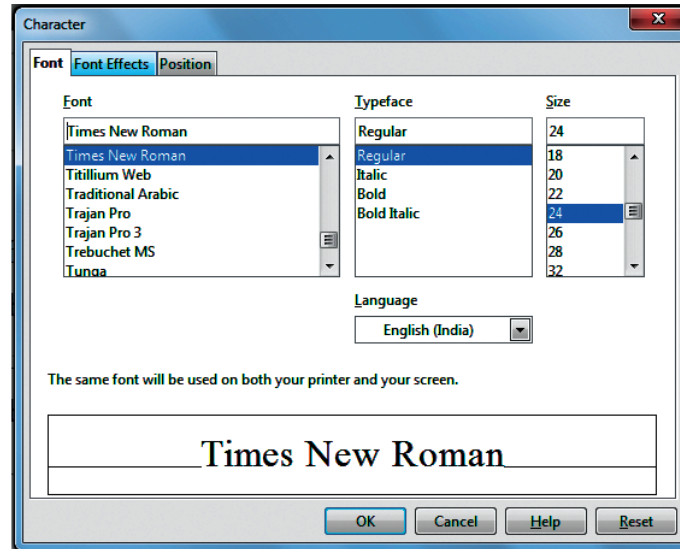 Character
Font Font Effects Position
Font Typeface Size
Times New Roman Regular 24
Times New Roman Regular 18
Titillium Web Italic 20
Traditional Arabic Bold 22
Trajan Pro Bold Italic 24
Trajan Pro 3 26
Trebuchet MS 28
Tunga 32
Language
English (India)
The same font will be used on both your printer and your screen.
Times New Roman
OK Cancel Help Reset